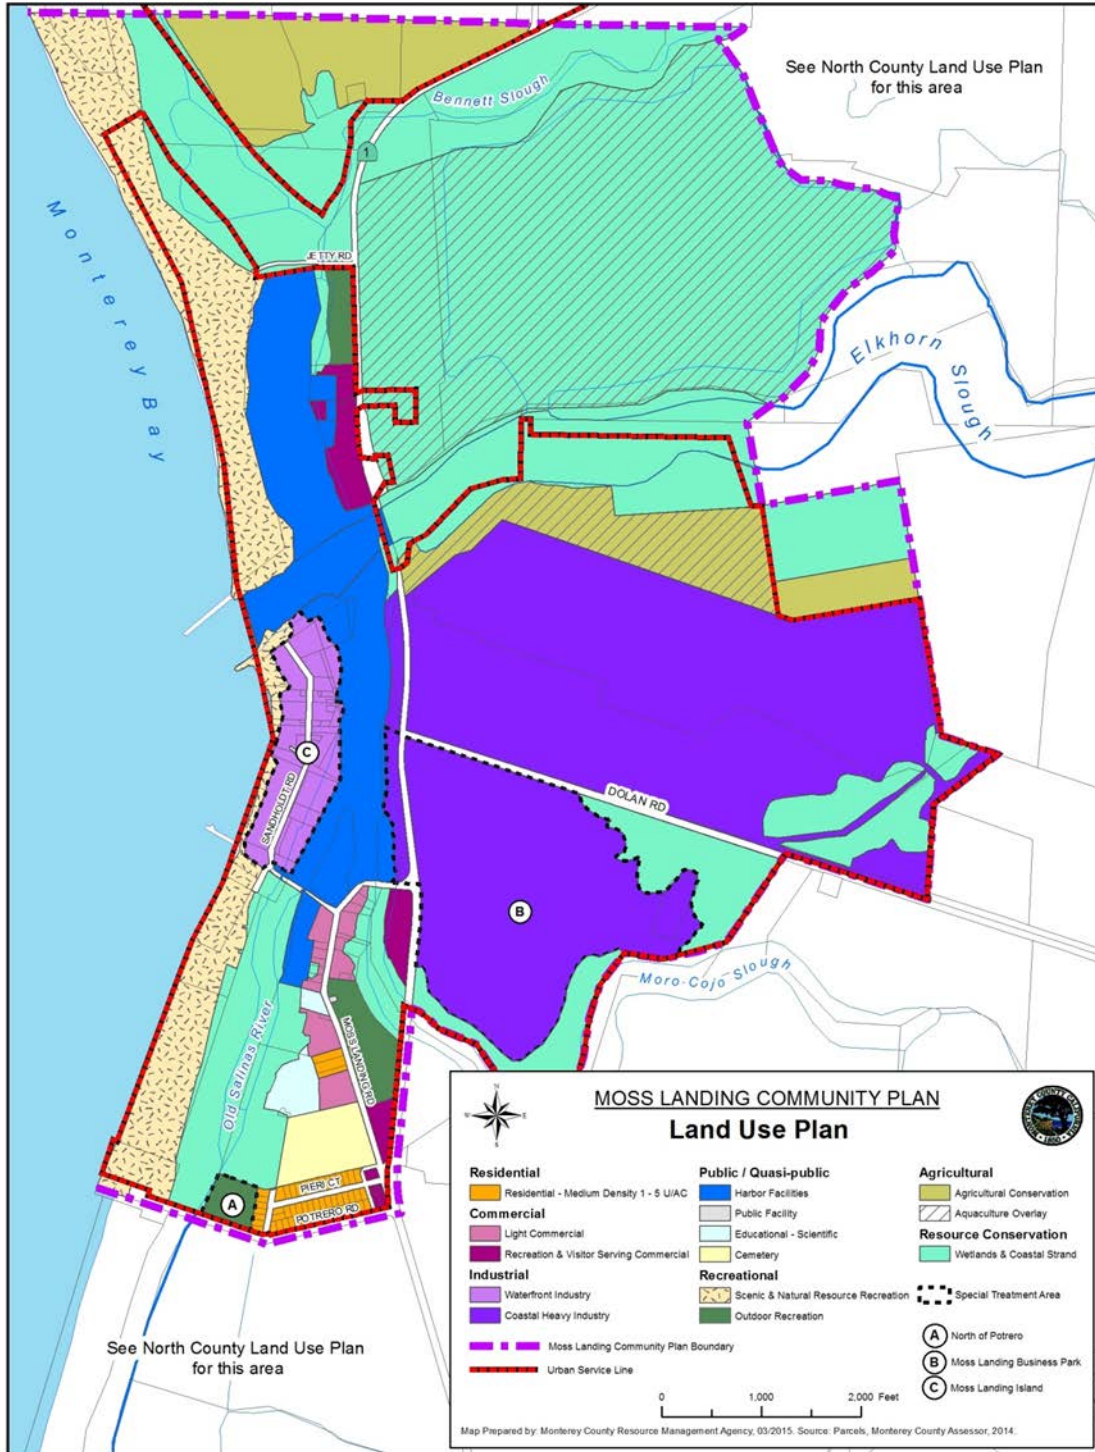 See North County Land Use Plan
for this area
Bennett Slough
1
Monterey Bay
JETTY RD
Elkhorn
Slough
C
SANDHOLDT RD
DOLAN RD
B
Moro Cojo Slough
Old Salinas River
MOSS LANDING RD
PIERI CT
A
POTRERO RD
See North County Land Use Plan
for this area
MOSS LANDING COMMUNITY PLAN
Land Use Plan
N
W
E
S
Residential
Residential - Medium Density 1 - 5 U/AC
Commercial
Light Commercial
Recreation & Visitor Serving Commercial
Industrial
Waterfront Industry
Coastal Heavy Industry
Moss Landing Community Plan Boundary
Urban Service Line
Public / Quasi-public
Harbor Facilities
Public Facility
Educational - Scientific
Cemetery
Recreational
Scenic & Natural Resource Recreation
Outdoor Recreation
Agricultural
Agricultural Conservation
Aquaculture Overlay
Resource Conservation
Wetlands & Coastal Strand
Special Treatment Area
A North of Potrero
B Moss Landing Business Park
C Moss Landing Island
0 1,000 2,000 Feet
Map Prepared by: Monterey County Resource Management Agency, 03/2015. Source: Parcels, Monterey County Assessor, 2014.